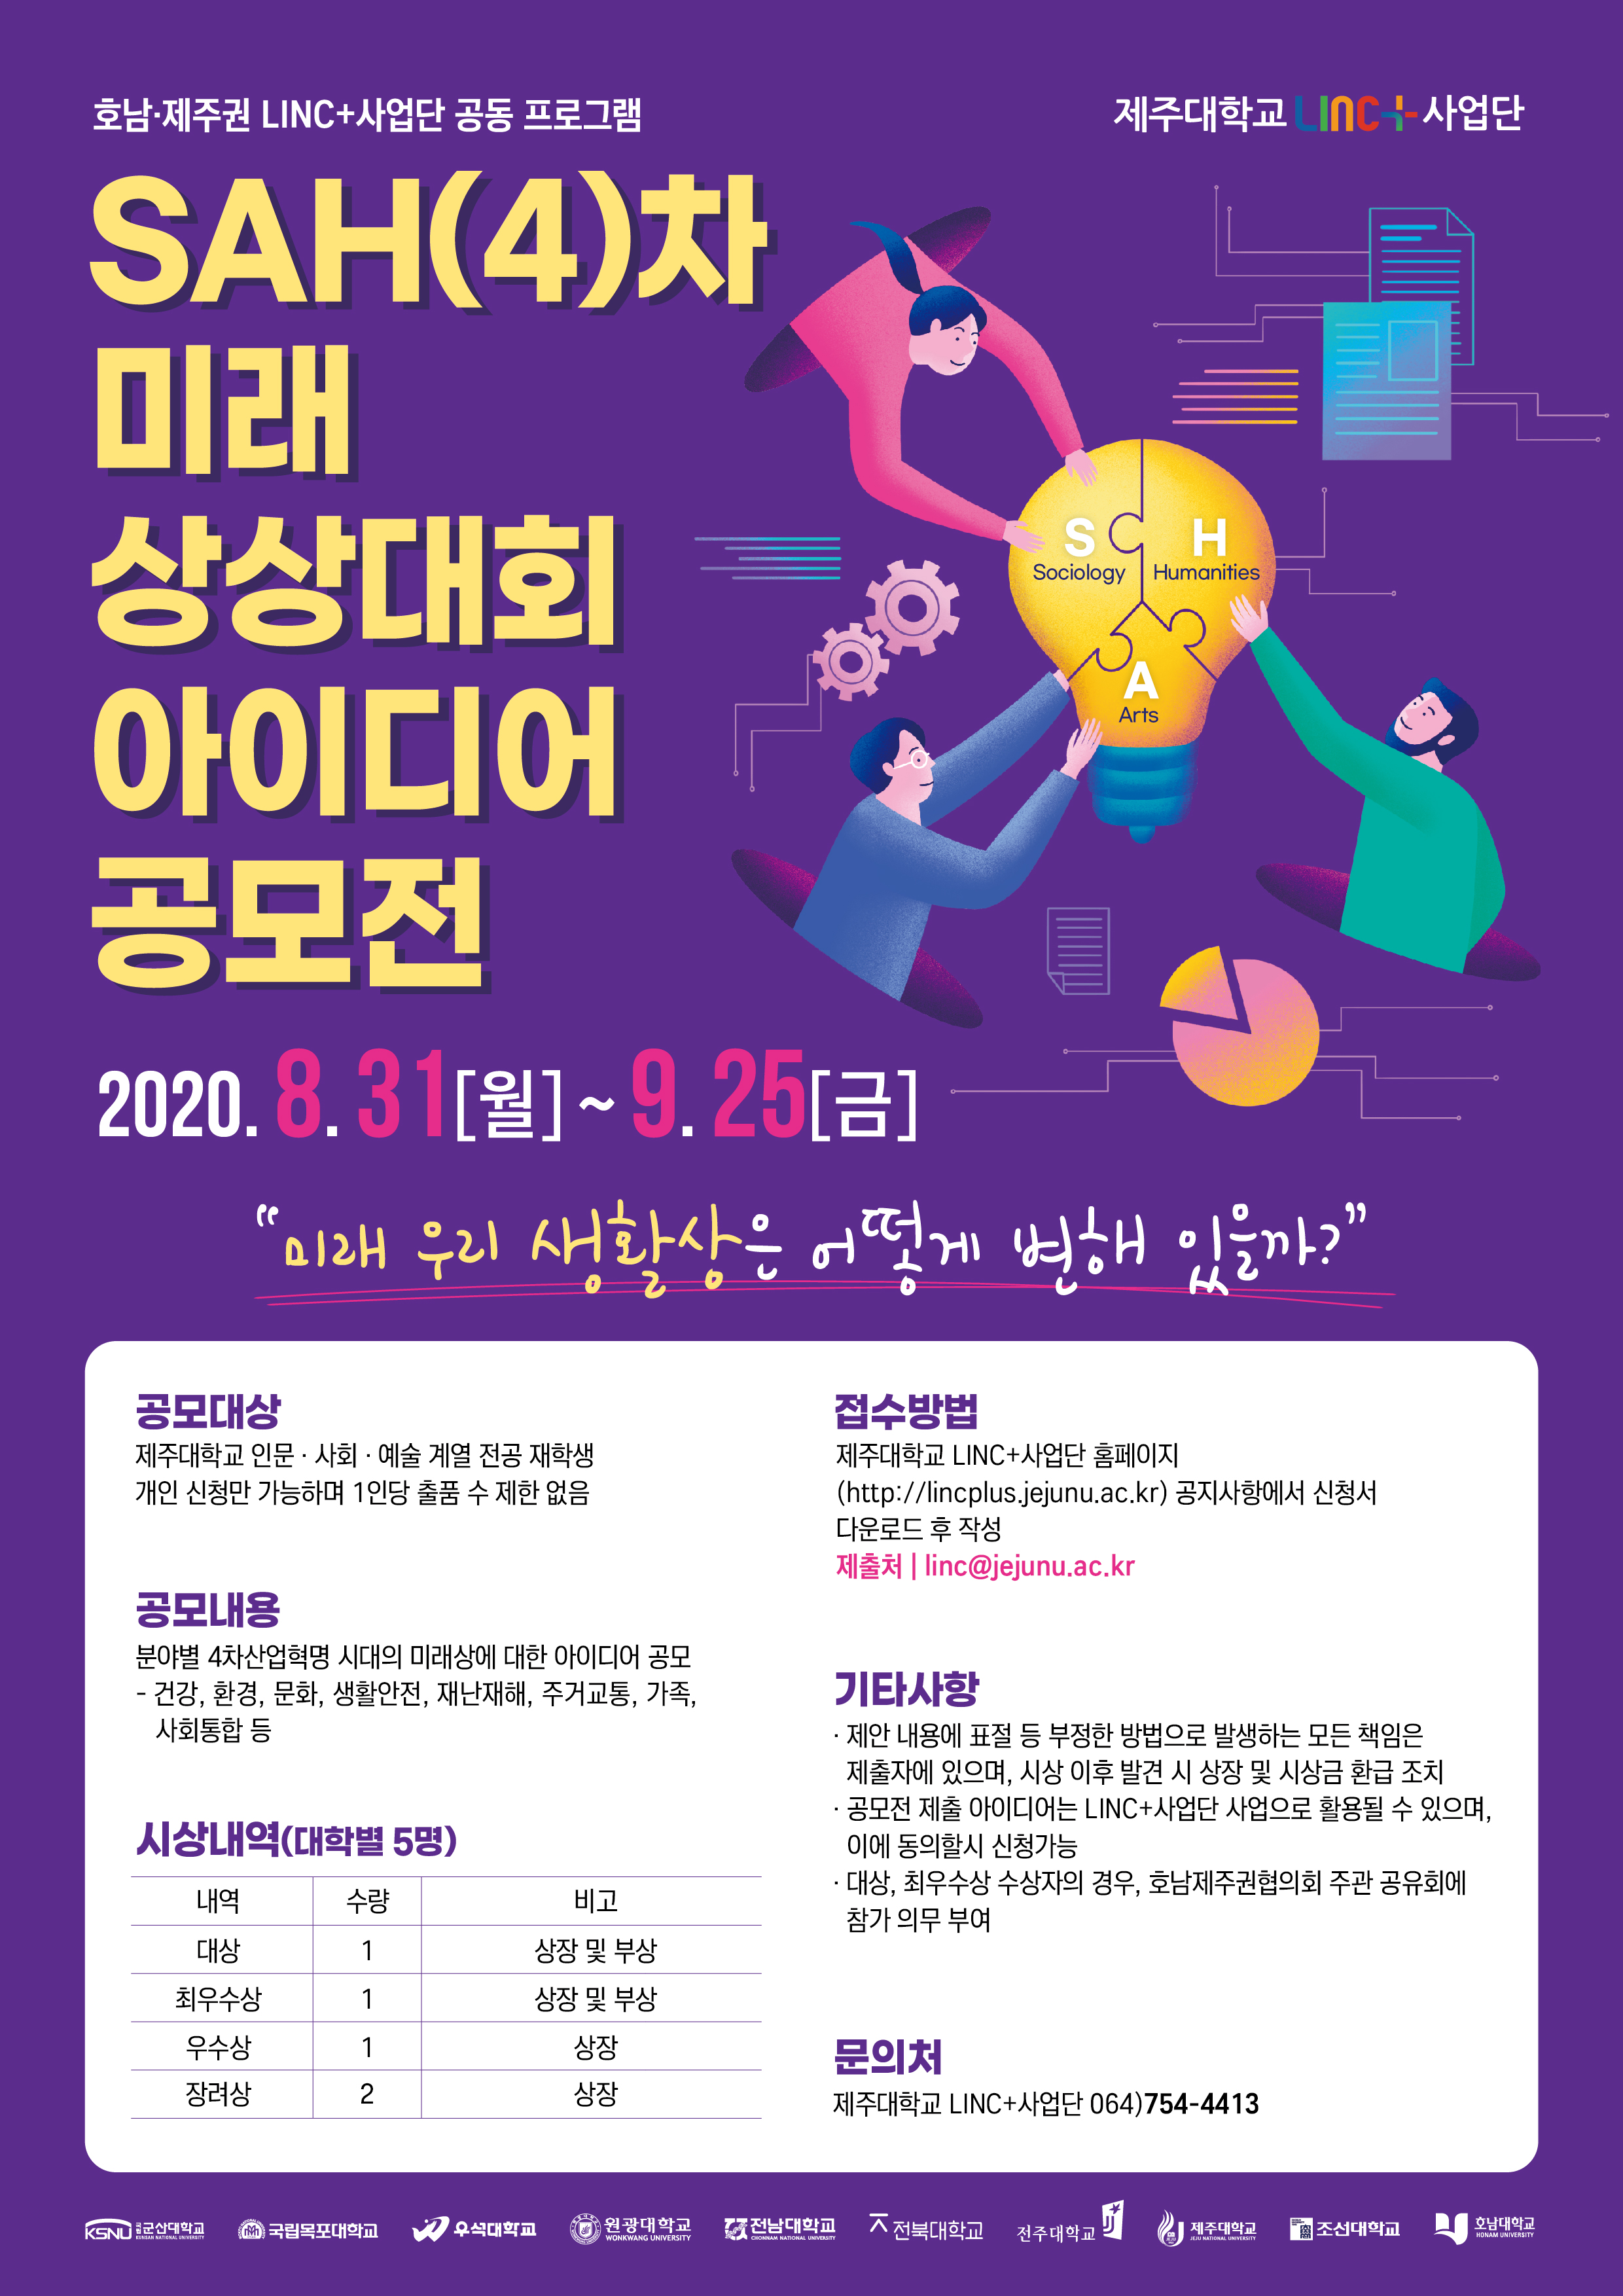 호남·제주권 LINC+사업단 공동 프로그램
제주대학교 LINC+ 사업단
SAH(4)차
미래
상상대회
아이디어
공모전
S
Sociology
H
Humanities
A
Arts
2020. 8. 31[월] ~ 9. 25[금]
“미래 우리 생활상은 어떻게 변해 있을까?”
공모대상
제주대학교 인문 · 사회 · 예술 계열 전공 재학생
개인 신청만 가능하며 1인당 출품 수 제한 없음
공모내용
분야별 4차산업혁명 시대의 미래상에 대한 아이디어 공모
- 건강, 환경, 문화, 생활안전, 재난재해, 주거교통, 가족,
사회통합 등
시상내역(대학별 5명)
내역 수량 비고
대상 1 상장 및 부상
최우수상 1 상장 및 부상
우수상 1 상장
장려상 2 상장
접수방법
제주대학교 LINC+사업단 홈페이지
(http://lincplus.jejunu.ac.kr) 공지사항에서 신청서
다운로드 후 작성
제출처 | linc@jejunu.ac.kr
기타사항
· 제안 내용에 표절 등 부정한 방법으로 발생하는 모든 책임은
제출자에 있으며, 시상 이후 발견 시 상장 및 시상금 환급 조치
· 공모전 제출 아이디어는 LINC+사업단 사업으로 활용될 수 있으며,
이에 동의할시 신청가능
· 대상, 최우수상 수상자의 경우, 호남제주권협의회 주관 공유회에
참가 의무 부여
문의처
제주대학교 LINC+사업단 064)754-4413
KSNU 국립군산대학교 KUNSAN NATIONAL UNIVERSITY
국립목포대학교
우석대학교
원광대학교 WONKWANG UNIVERSITY
전남대학교 CHONNAM NATIONAL UNIVERSITY
전북대학교
전주대학교
제주대학교 JEJU NATIONAL UNIVERSITY
조선대학교
호남대학교 HONAM UNIVERSITY